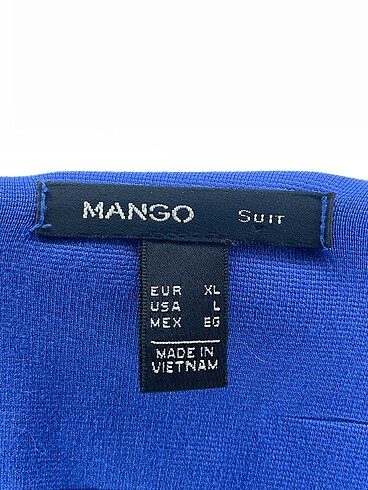 MANGO SUIT
EUR XL
USA L
MEX EG
MADE IN
VIETNAM